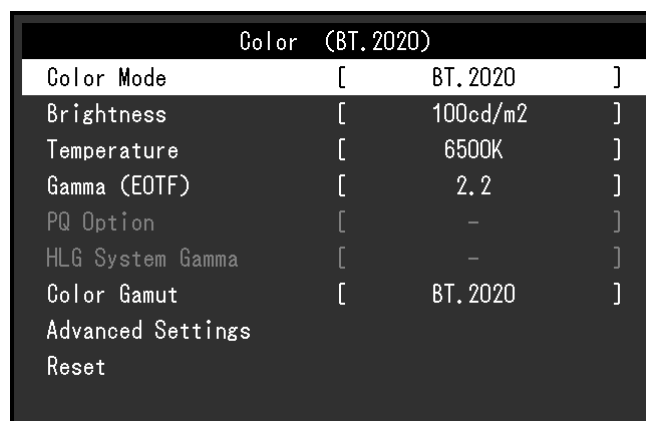 Color (BT.2020)
Color Mode [ BT.2020 ]
Brightness [ 100cd/m2 ]
Temperature [ 6500K ]
Gamma (EOTF) [ 2.2 ]
PQ Option [ - ]
HLG System Gamma [ - ]
Color Gamut [ BT.2020 ]
Advanced Settings
Reset